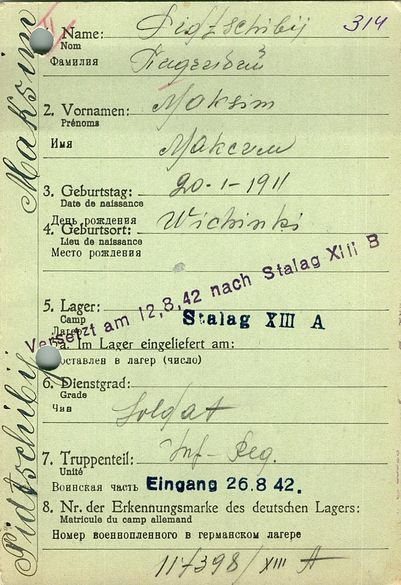 314
1. Name: Pidtschibij
Nom
Фамилия
2. Vornamen: Maksim
Prénoms
Имя Максим
3. Geburtstag: 20-1-1911
Date de naissance
День рождения
4. Geburtsort: Wichinki
Lieu de naissance
Место рождения
Versetzt am 12,8,42 nach Stalag XIII B
5. Lager: Stalag XIII A
Camp
a. Im Lager eingeliefert am:
оставлен в лагер (число)
6. Dienstgrad:
Grade
Чин Soldat
7. Truppenteil: Inf-Reg.
Unité
Воинская часть Eingang 26.8 42.
8. Nr. der Erkennungsmarke des deutschen Lagers:
Matricule du camp allemand
Номер военнопленного в германском лагере
117398/XIII A
Pidtschibij Maksim